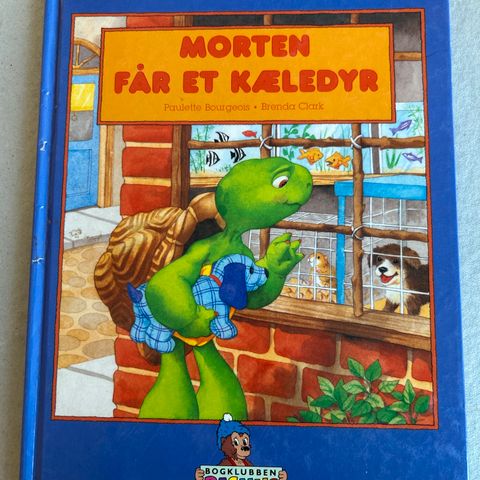 MORTEN
FÅR ET KÆLEDYR
Paulette Bourgeois • Brenda Clark
BOGKLUBBEN